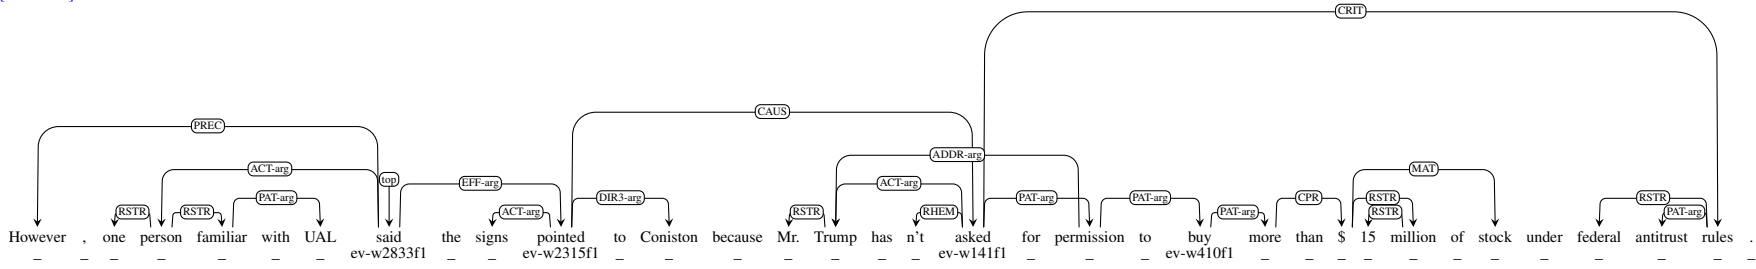 CRIT
CAUS
PREC
ADDR-arg
ACT-arg top EFF-arg ACT-arg MAT
PAT-arg DIR3-arg PAT-arg PAT-arg CPR RSTR RSTR
RSTR RSTR ACT-arg RSTR RHEM PAT-arg RSTR PAT-arg
However , one person familiar with UAL said the signs pointed to Coniston because Mr. Trump has n't asked for permission to buy more than $ 15 million of stock under federal antitrust rules .
_ _ _ _ _ _ _ ev-w2833f1 _ _ ev-w2315f1 _ _ _ _ _ _ _ ev-w141f1 _ _ _ ev-w410f1 _ _ _ _ _ _ _ _ _ _ _ _